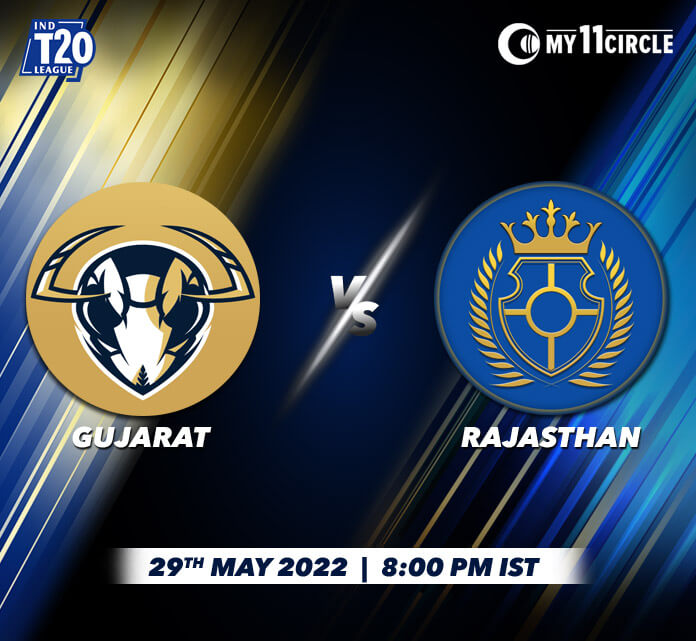 IND
T20
LEAGUE
MY11CIRCLE
VS
GUJARAT
RAJASTHAN
29TH MAY 2022 | 8:00 PM IST